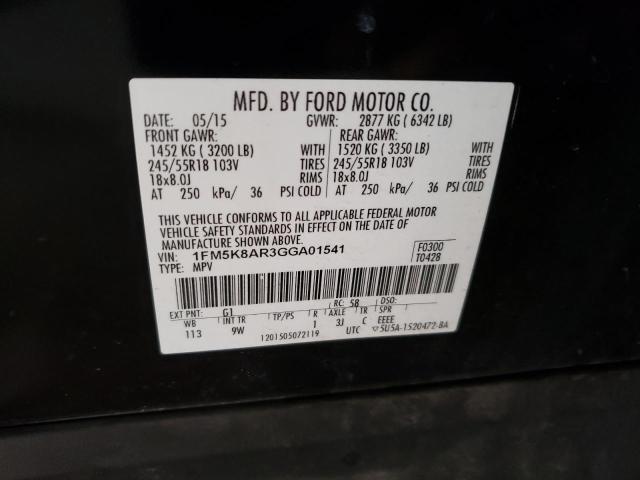 MFD. BY FORD MOTOR CO.
DATE: 05/15 GVWR: 2877 KG ( 6342 LB)
FRONT GAWR: REAR GAWR:
1452 KG ( 3200 LB) 1520 KG ( 3350 LB)
245/55R18 103V TIRES 245/55R18 103V TIRES
18x8.0J RIMS 18x8.0J RIMS
AT 250 kPa/ 36 PSI COLD AT 250 kPa/ 36 PSI COLD
THIS VEHICLE CONFORMS TO ALL APPLICABLE FEDERAL MOTOR
VEHICLE SAFETY STANDARDS IN EFFECT ON THE DATE OF
MANUFACTURE SHOWN ABOVE.
VIN: 1FM5K8AR3GGA01541 F0300
TYPE: MPV T0428
EXT PNT: G1 RC: 58 DSO:
WB INT TR TP/PS R AXLE TR SPR
113 9W 1 3J C EEEE
1201505072119 UTC ▽5U5A-1520472-BA